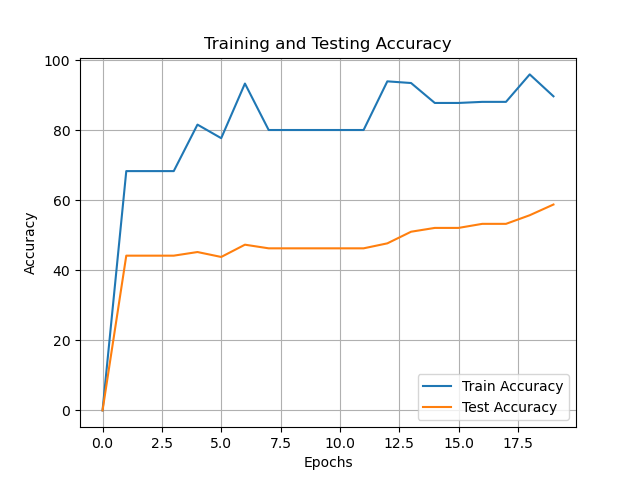 Training and Testing Accuracy
100
80
60
40
20
0
Accuracy
0.0 2.5 5.0 7.5 10.0 12.5 15.0 17.5
Epochs
Train Accuracy
Test Accuracy